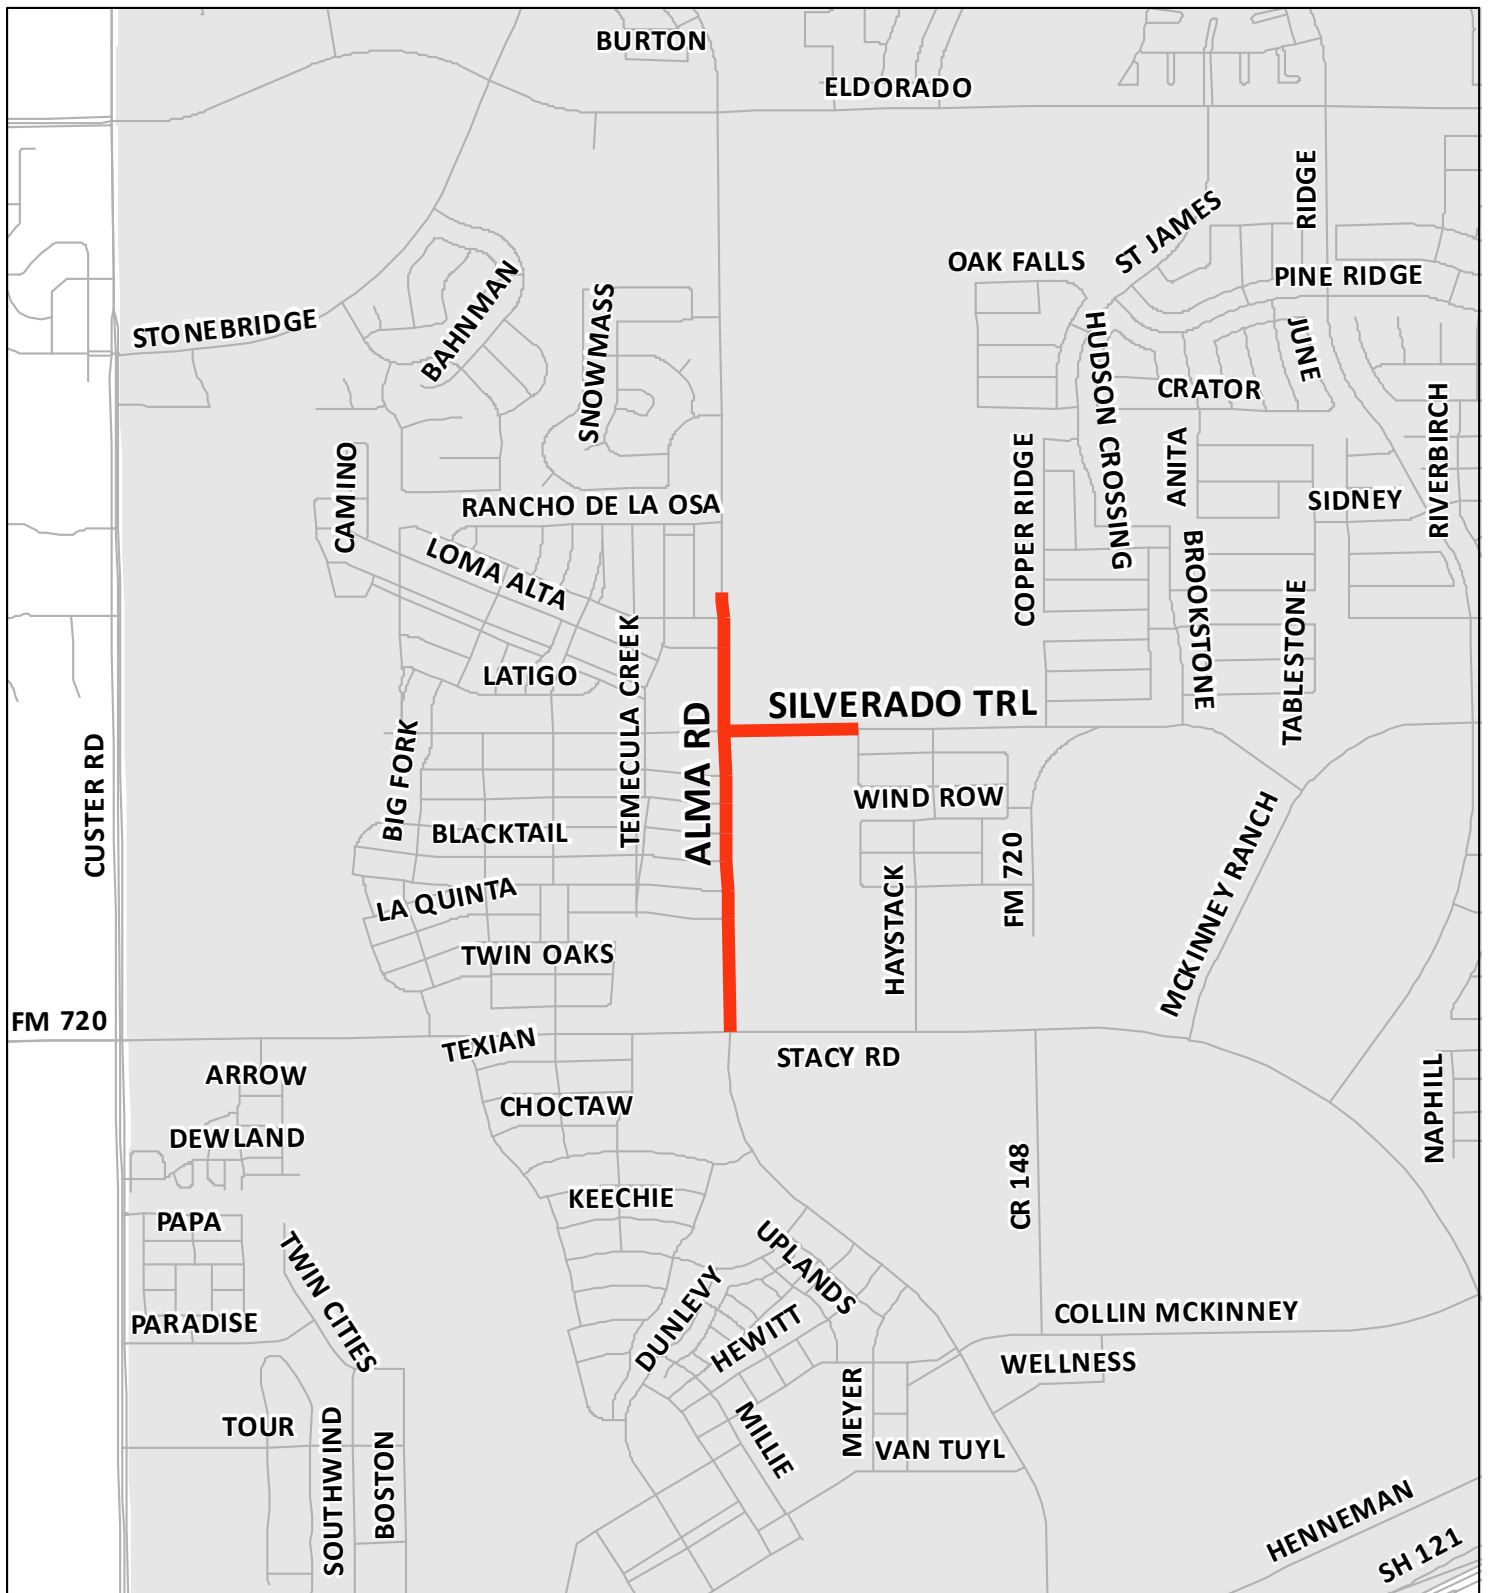 BURTON
ELDORADO
RIDGE
ST JAMES
OAK FALLS
PINE RIDGE
BAHNMAN
STONEBRIDGE
SNOWMASS
HUDSON CROSSING
JUNE
CRATOR
RIVERBIRCH
CAMINO
COPPER RIDGE
ANITA
SIDNEY
RANCHO DE LA OSA
LOMA ALTA
BROOKSTONE
TABLESTONE
TEMECULA CREEK
LATIGO
SILVERADO TRL
ALMA RD
BIG FORK
CUSTER RD
WIND ROW
MCKINNEY RANCH
BLACKTAIL
FM 720
LA QUINTA
HAYSTACK
TWIN OAKS
FM 720
TEXIAN
STACY RD
ARROW
NAPHILL
CHOCTAW
DEWLAND
CR 148
KEECHIE
PAPA
UPLANDS
TWIN CITIES
DUNLEVY
COLLIN MCKINNEY
PARADISE
HEWITT
WELLNESS
MEYER
TOUR
SOUTHWIND
BOSTON
MILLIE
VAN TUYL
HENNEMAN
SH 121